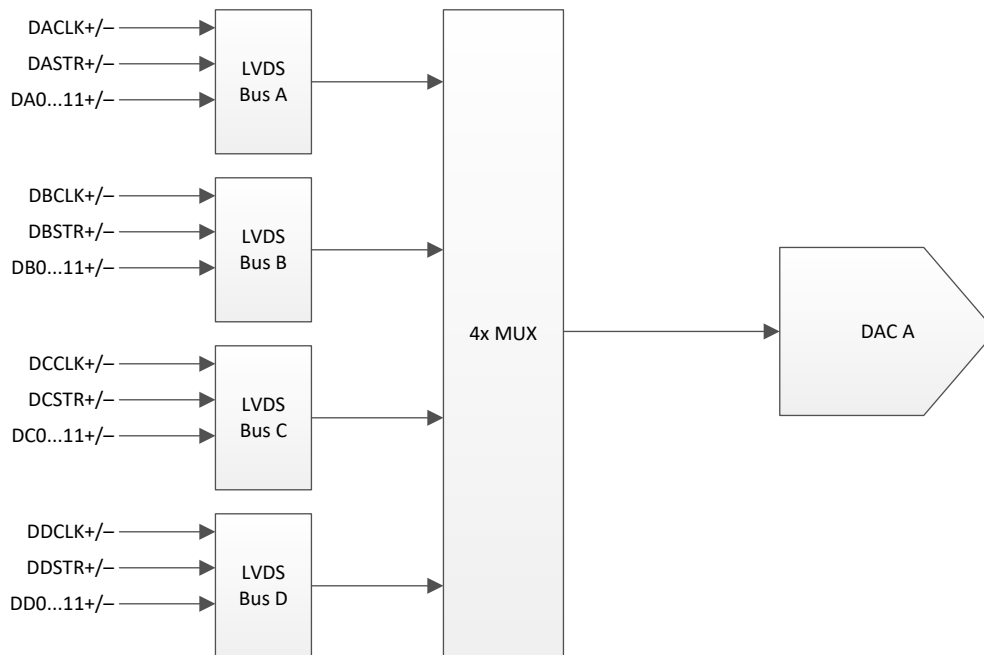 DACLK+/–
DASTR+/–
DA0...11+/–
LVDS
Bus A
DBCLK+/–
DBSTR+/–
DB0...11+/–
LVDS
Bus B
4x MUX
DAC A
DCCLK+/–
DCSTR+/–
DC0...11+/–
LVDS
Bus C
DDCLK+/–
DDSTR+/–
DD0...11+/–
LVDS
Bus D